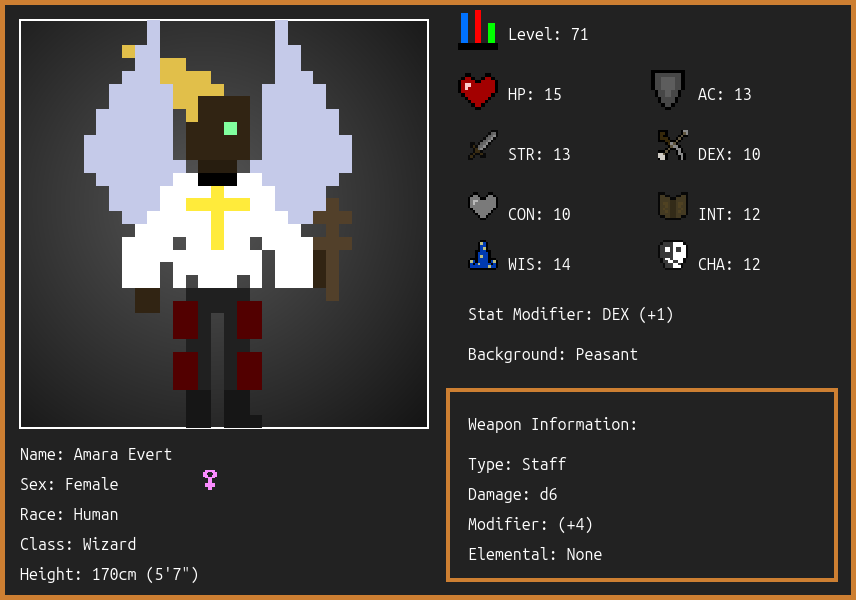 Level: 71
HP: 15
AC: 13
STR: 13
DEX: 10
CON: 10
INT: 12
WIS: 14
CHA: 12
Stat Modifier: DEX (+1)
Background: Peasant
Weapon Information:
Type: Staff
Damage: d6
Modifier: (+4)
Elemental: None
Name: Amara Evert
Sex: Female
Race: Human
Class: Wizard
Height: 170cm (5'7")